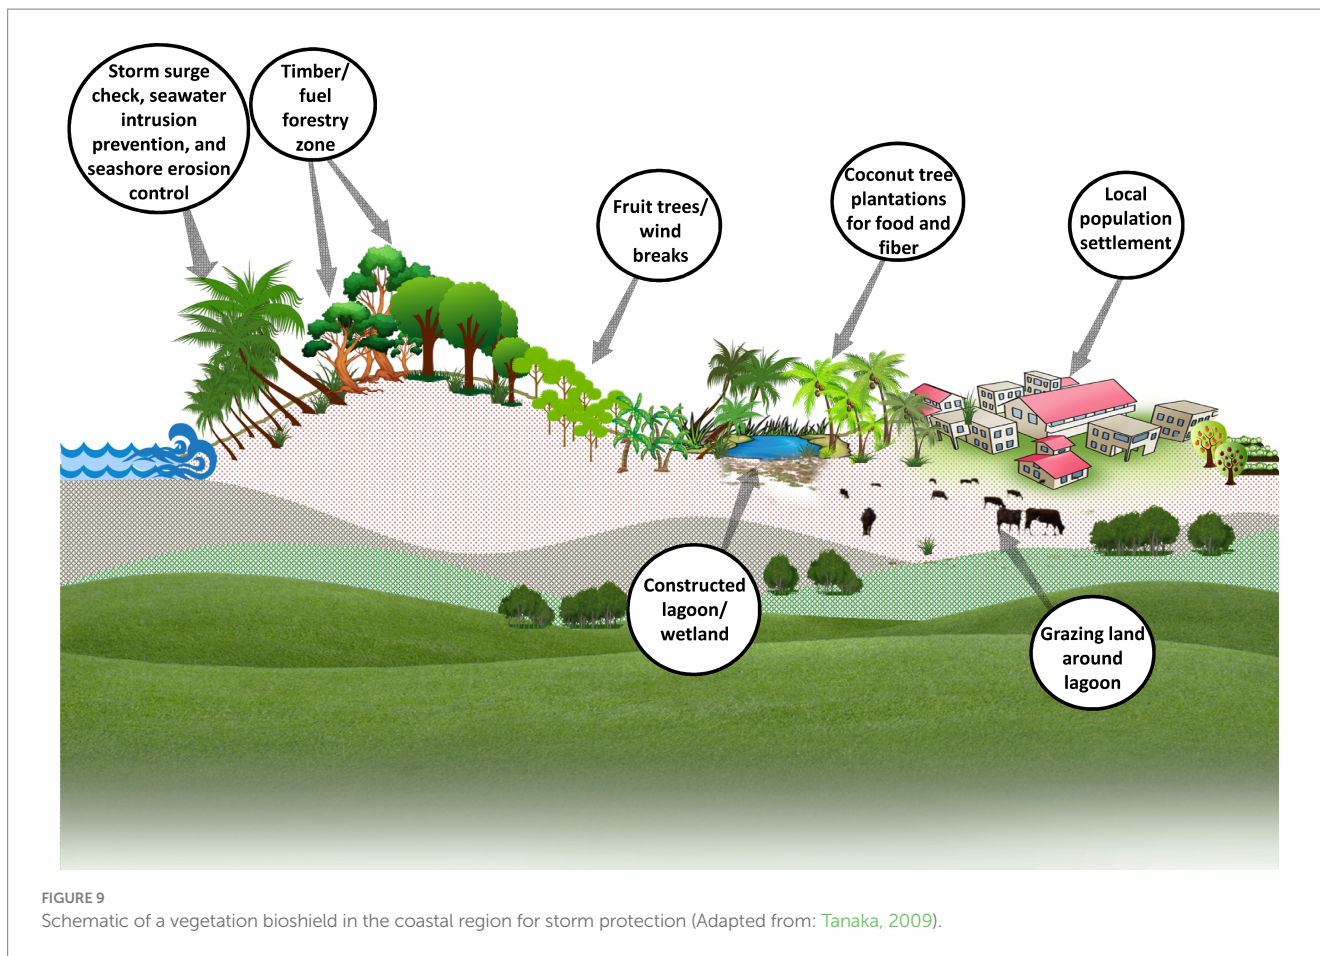 Storm surge
check, seawater
intrusion
prevention, and
seashore erosion
control
Timber/
fuel
forestry
zone
Fruit trees/
wind
breaks
Coconut tree
plantations
for food and
fiber
Local
population
settlement
Constructed
lagoon/
wetland
Grazing land
around
lagoon
FIGURE 9
Schematic of a vegetation bioshield in the coastal region for storm protection (Adapted from: Tanaka, 2009).